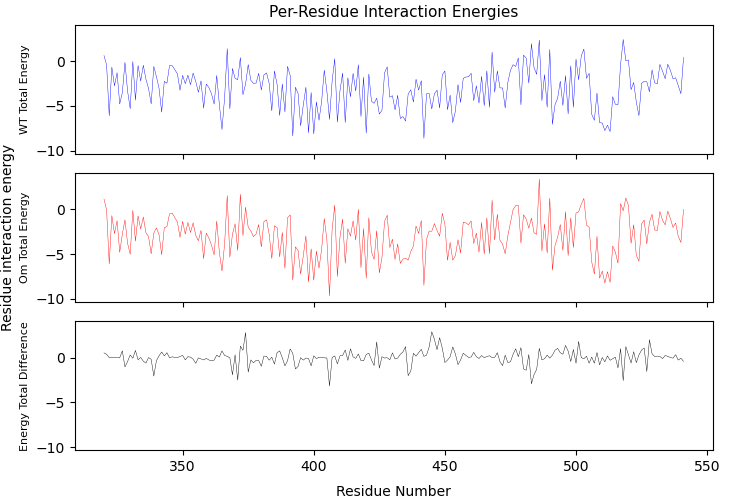 Per-Residue Interaction Energies
Residue interaction energy
WT Total Energy
0
−5
−10
Om Total Energy
0
−5
−10
Energy Total Difference
0
−5
−10
350 400 450 500 550
Residue Number